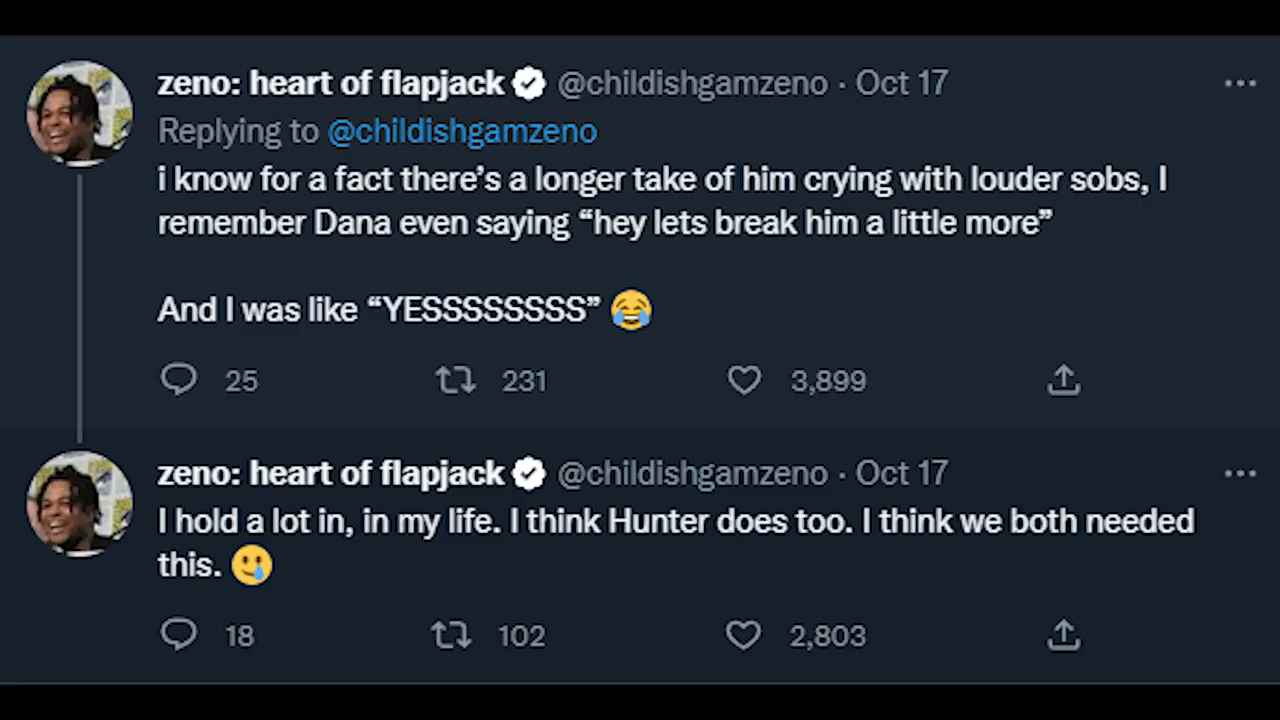 zeno: heart of flapjack @childishgamzeno · Oct 17
Replying to @childishgamzeno
i know for a fact there’s a longer take of him crying with louder sobs, I
remember Dana even saying “hey lets break him a little more”
And I was like “YESSSSSSSS” 😂
25 231 3,899
zeno: heart of flapjack @childishgamzeno · Oct 17
I hold a lot in, in my life. I think Hunter does too. I think we both needed
this. 🥲
18 102 2,803